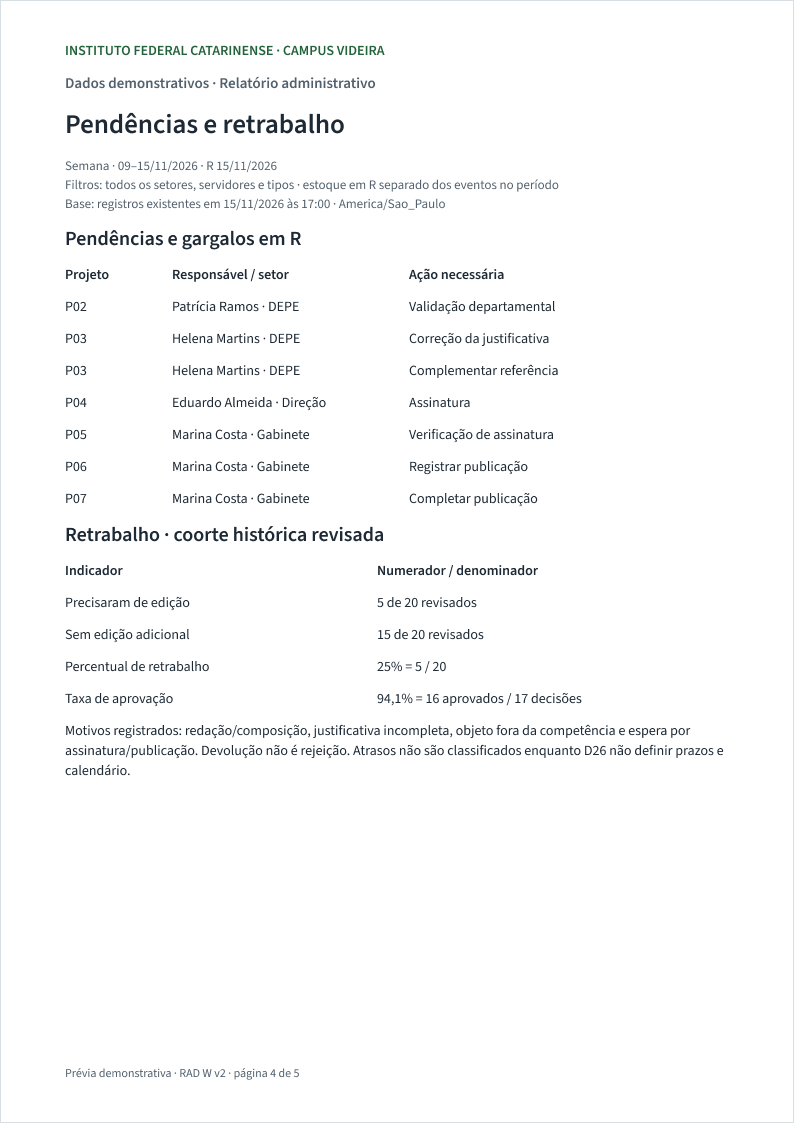 INSTITUTO FEDERAL CATARINENSE · CAMPUS VIDEIRA
Dados demonstrativos · Relatório administrativo
Pendências e retrabalho
Semana · 09–15/11/2026 · R 15/11/2026
Filtros: todos os setores, servidores e tipos · estoque em R separado dos eventos no período
Base: registros existentes em 15/11/2026 às 17:00 · America/Sao_Paulo
Pendências e gargalos em R
Projeto Responsável / setor Ação necessária
P02 Patrícia Ramos · DEPE Validação departamental
P03 Helena Martins · DEPE Correção da justificativa
P03 Helena Martins · DEPE Complementar referência
P04 Eduardo Almeida · Direção Assinatura
P05 Marina Costa · Gabinete Verificação de assinatura
P06 Marina Costa · Gabinete Registrar publicação
P07 Marina Costa · Gabinete Completar publicação
Retrabalho · coorte histórica revisada
Indicador Numerador / denominador
Precisaram de edição 5 de 20 revisados
Sem edição adicional 15 de 20 revisados
Percentual de retrabalho 25% = 5 / 20
Taxa de aprovação 94,1% = 16 aprovados / 17 decisões
Motivos registrados: redação/composição, justificativa incompleta, objeto fora da competência e espera por
assinatura/publicação. Devolução não é rejeição. Atrasos não são classificados enquanto D26 não definir prazos e
calendário.
Prévia demonstrativa · RAD W v2 · página 4 de 5